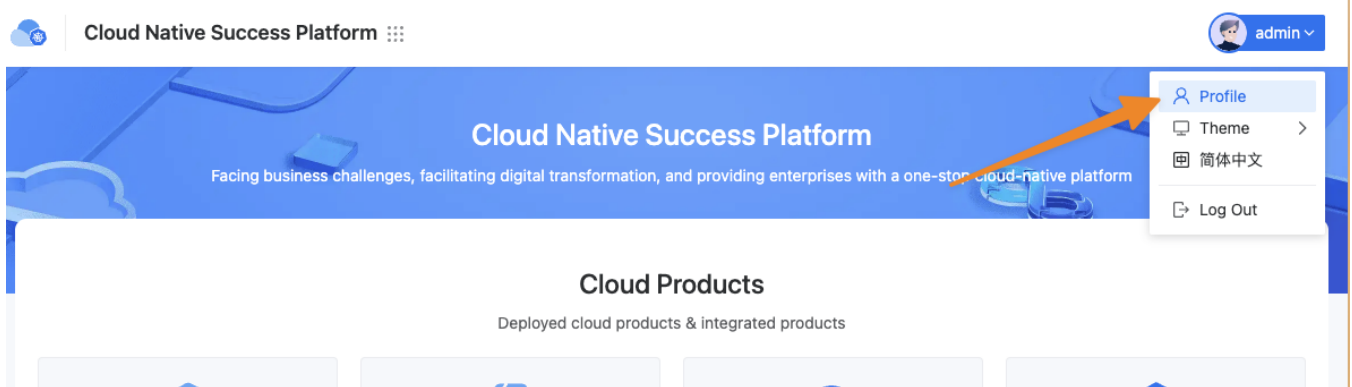 Cloud Native Success Platform
admin
Profile
Theme
简体中文
Log Out
Cloud Native Success Platform
Facing business challenges, facilitating digital transformation, and providing enterprises with a one-stop cloud-native platform
Cloud Products
Deployed cloud products & integrated products